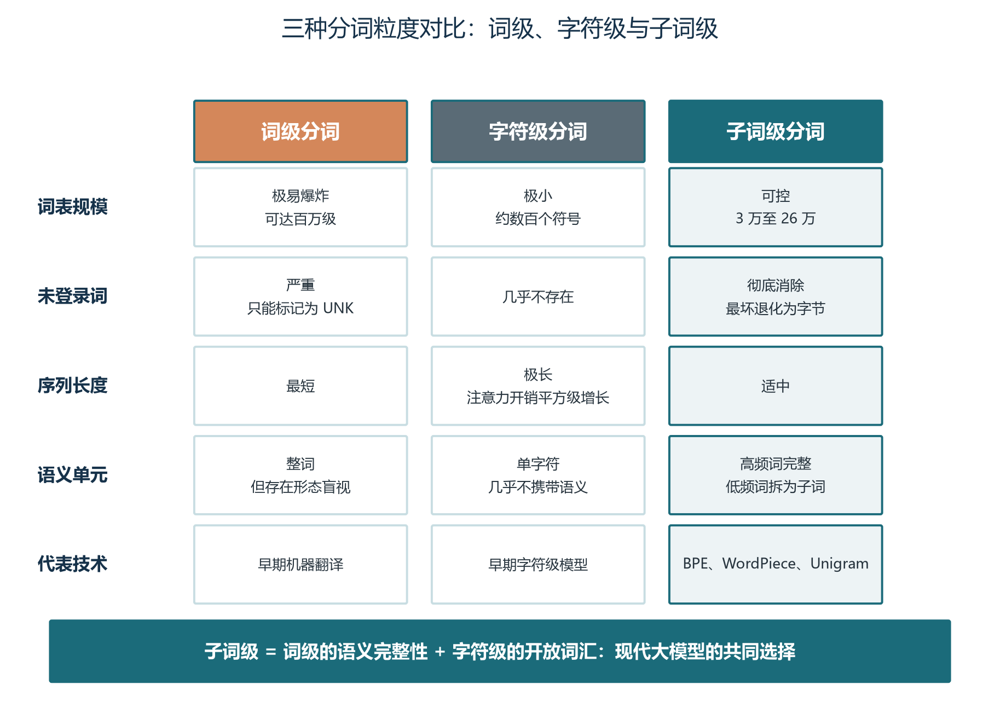 三种分词粒度对比：词级、字符级与子词级
词级分词
字符级分词
子词级分词
词表规模
极易爆炸
可达百万级
极小
约数百个符号
可控
3 万至 26 万
未登录词
严重
只能标记为 UNK
几乎不存在
彻底消除
最坏退化为字节
序列长度
最短
极长
注意力开销平方级增长
适中
语义单元
整词
但存在形态盲视
单字符
几乎不携带语义
高频词完整
低频词拆为子词
代表技术
早期机器翻译
早期字符级模型
BPE、WordPiece、Unigram
子词级 = 词级的语义完整性 + 字符级的开放词汇：现代大模型的共同选择